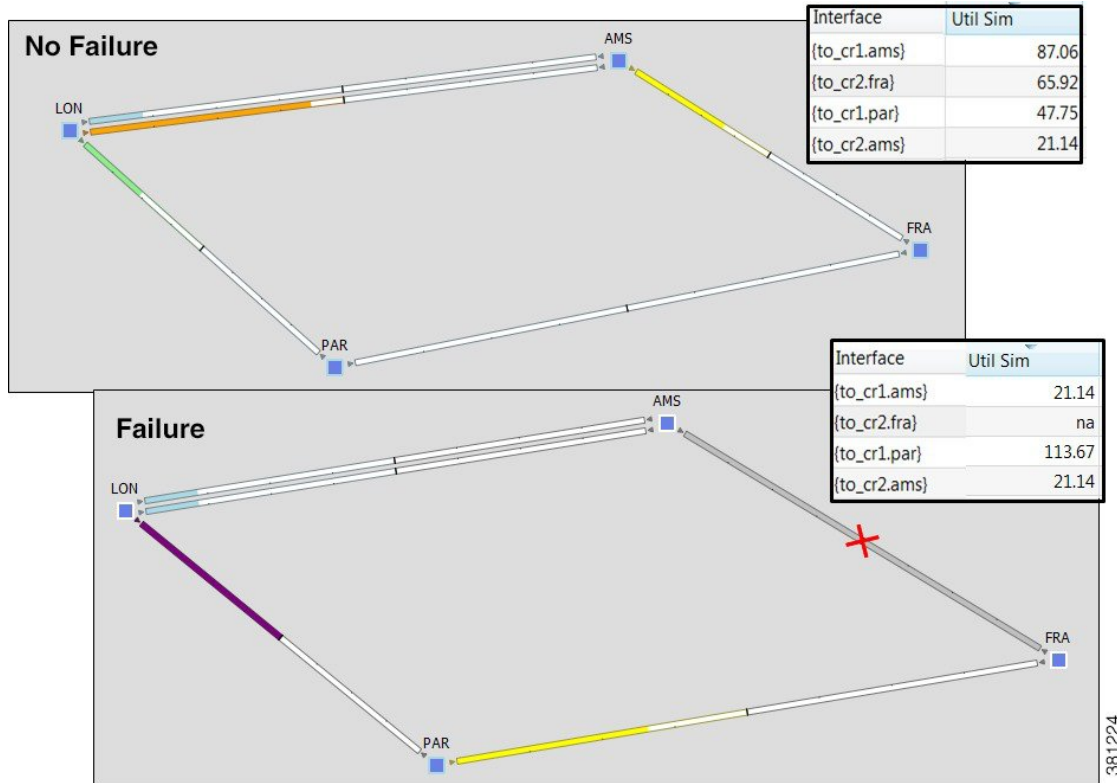 No Failure
Interface Util Sim
{to_cr1.ams} 87.06
{to_cr2.fra} 65.92
{to_cr1.par} 47.75
{to_cr2.ams} 21.14
AMS
LON
FRA
PAR
Failure
Interface Util Sim
{to_cr1.ams} 21.14
{to_cr2.fra} na
{to_cr1.par} 113.67
{to_cr2.ams} 21.14
AMS
LON
FRA
PAR
381224